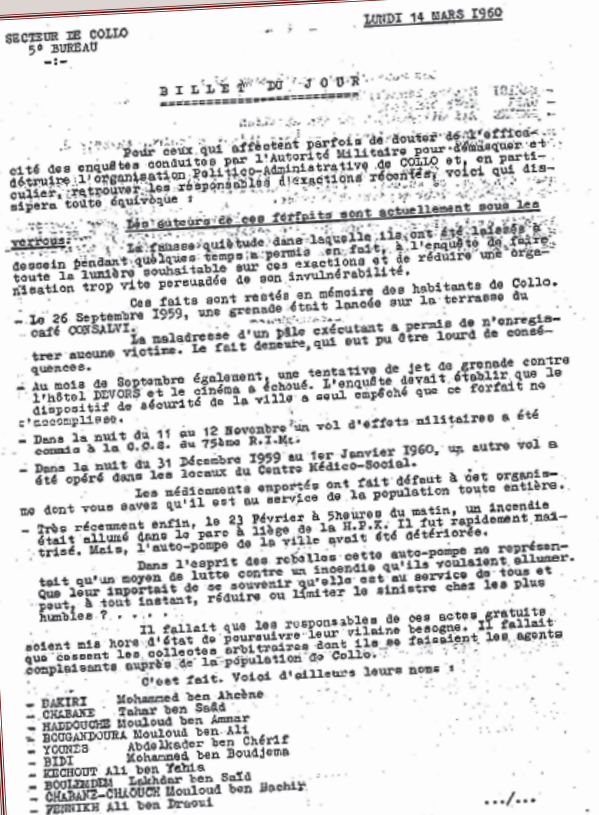 LUNDI 14 MARS 1960
SECTEUR DE COLLO
5° BUREAU
-:-
BILLET DU JOUR
Pour ceux qui affectent parfois de douter de l'effica-
cité des enquêtes conduites par l'Autorité Militaire pour démasquer et
détruire l'Organisation Politico-Administrative de COLLO et, en parti-
culier, retrouver les responsables d'exactions récentes, voici qui dis-
sipera toute équivoque :
Les auteurs de ces forfaits sont actuellement sous les
verrous.
La fausse quiétude dans laquelle ils ont été laissés à
dessein pendant quelques temps a permis en fait, à l'enquête de faire
toute la lumière souhaitable sur ces exactions et de réduire une orga-
nisation trop vite persuadée de son invulnérabilité.
Ces faits sont restés en mémoire des habitants de Collo.
- Le 26 Septembre 1959, une grenade était lancée sur la terrasse du
café CONSALVI.
La maladresse d'un pâle exécutant a permis de n'enregis-
trer aucune victime. Le fait demeure, qui eut pu être lourd de consé-
quences.
- Au mois de Septembre également, une tentative de jet de grenade contre
l'hôtel DEVORS et le cinéma a échoué. L'enquête devait établir que le
dispositif de sécurité de la ville a seul empêché que ce forfait ne
s'accomplisse.
- Dans la nuit du 11 au 12 Novembre un vol d'effets militaires a été
commis à la C.C.S. du 75ème R.I.M.
- Dans la nuit du 31 Décembre 1959 au 1er Janvier 1960, un autre vol a
été opéré dans les locaux du Centre Médico-Social.
Les médicaments emportés ont fait défaut à cet organis-
me dont vous savez qu'il est au service de la population toute entière.
- Très récemment enfin, le 23 Février à 5heures du matin, un incendie
était allumé dans le parc à liège de la H.P.K. Il fut rapidement maî-
trisé. Mais, l'auto-pompe de la ville avait été détériorée.
Dans l'esprit des rebelles cette auto-pompe ne représen-
tait qu'un moyen de lutte contre un incendie qu'ils voulaient allumer.
Que leur importait de se souvenir qu'elle est au service de tous et
peut, à tout instant, réduire ou limiter le sinistre chez les plus
humbles ? . . . .
Il fallait que les responsables de ces actes gratuits
soient mis hors d'état de poursuivre leur vilaine besogne. Il fallait
que cessent les collectes arbitraires dont ils se faisaient les agents
complaisants auprès de la population de Collo.
C'est fait. Voici d'ailleurs leurs noms :
- DAKIRI Mohammed ben Ahcène
- CHABANE Tahar ben Saâd
- HADDOUCHE Mouloud ben Ammar
- BOUGANDOURA Mouloud ben Ali
- YOUNES Abdelkader ben Chérif
- BIDI Mohammed ben Boudjema
- KECHOUT Ali ben Yahia
- BOULEMDEM Lakhdar ben Saïd
- CHABANE-CHAOUCH Mouloud ben Bachir
- FENNIKH Ali ben Draoui
.../...